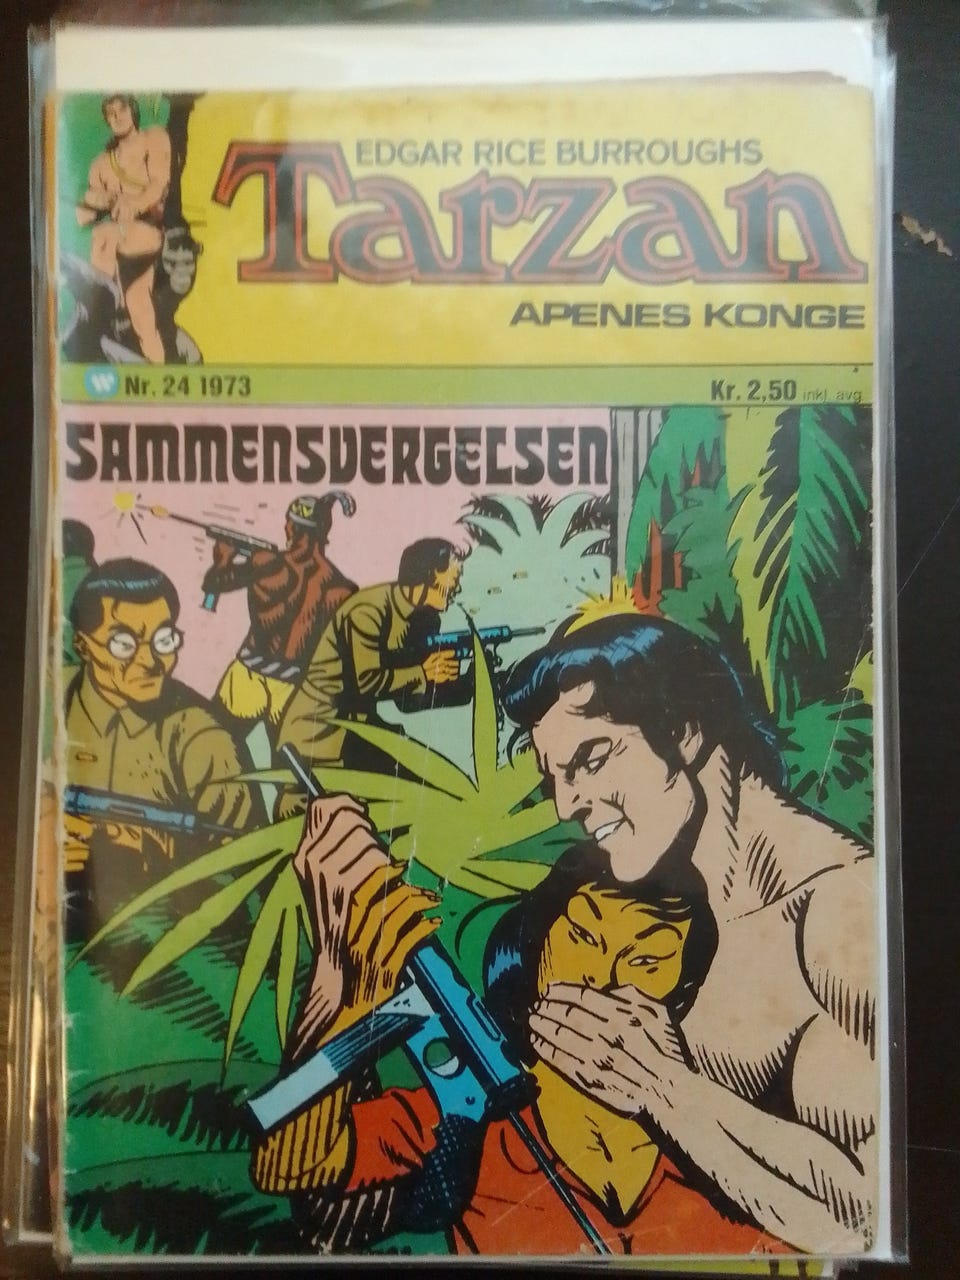 EDGAR RICE BURROUGHS
Tarzan
APENES KONGE
W Nr. 24 1973
Kr. 2,50 inkl. avg.
SAMMENSVERGELSEN